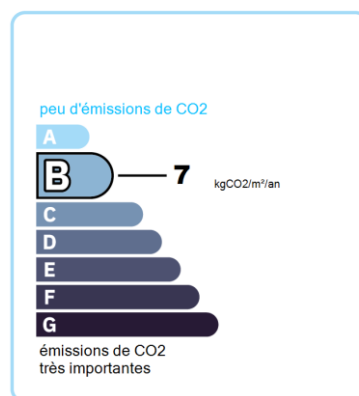 peu d'émissions de CO2
A
B 7 kgCO2/m²/an
C
D
E
F
G
émissions de CO2
très importantes